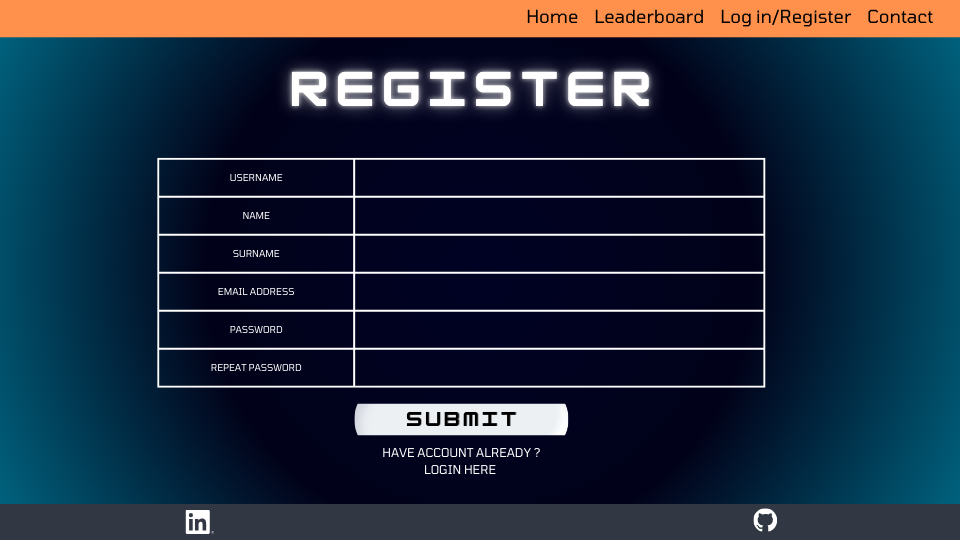 Home Leaderboard Log in/Register Contact
REGISTER
USERNAME
NAME
SURNAME
EMAIL ADDRESS
PASSWORD
REPEAT PASSWORD
SUBMIT
HAVE ACCOUNT ALREADY ?
LOGIN HERE
in